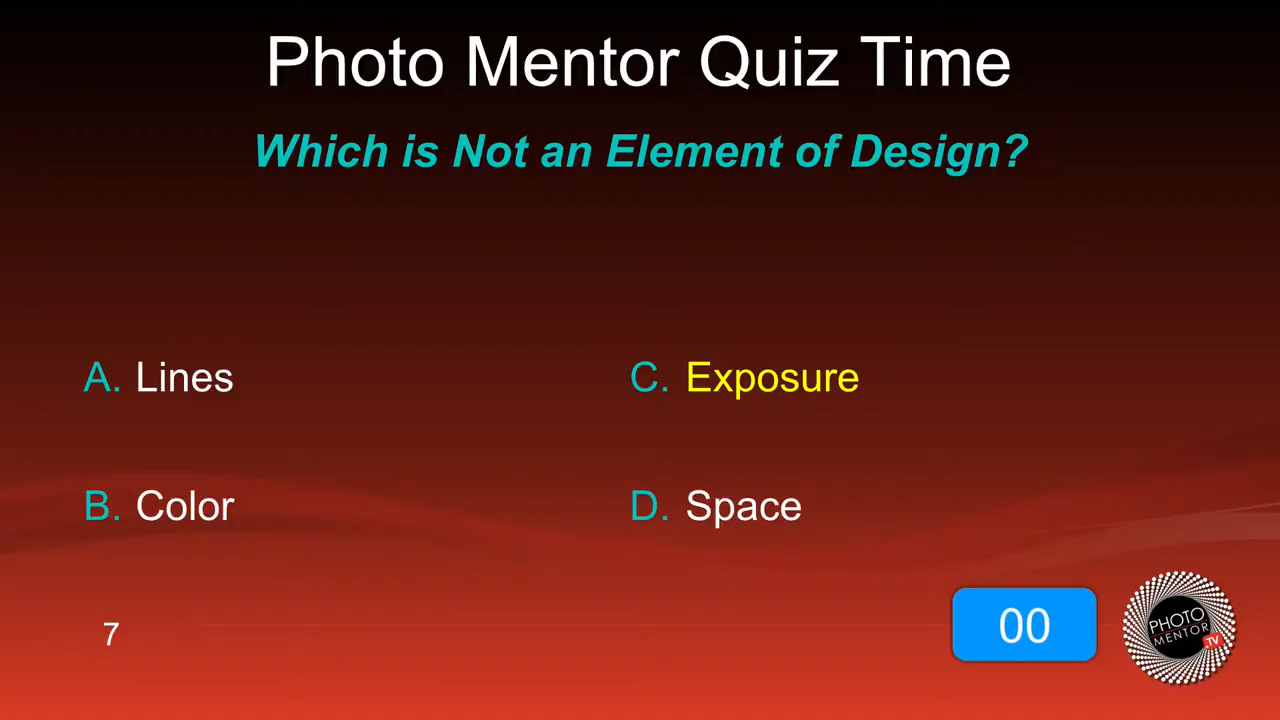 Photo Mentor Quiz Time
Which is Not an Element of Design?
A. Lines
B. Color
C. Exposure
D. Space
7
00
PHOTO
MENTOR
TV